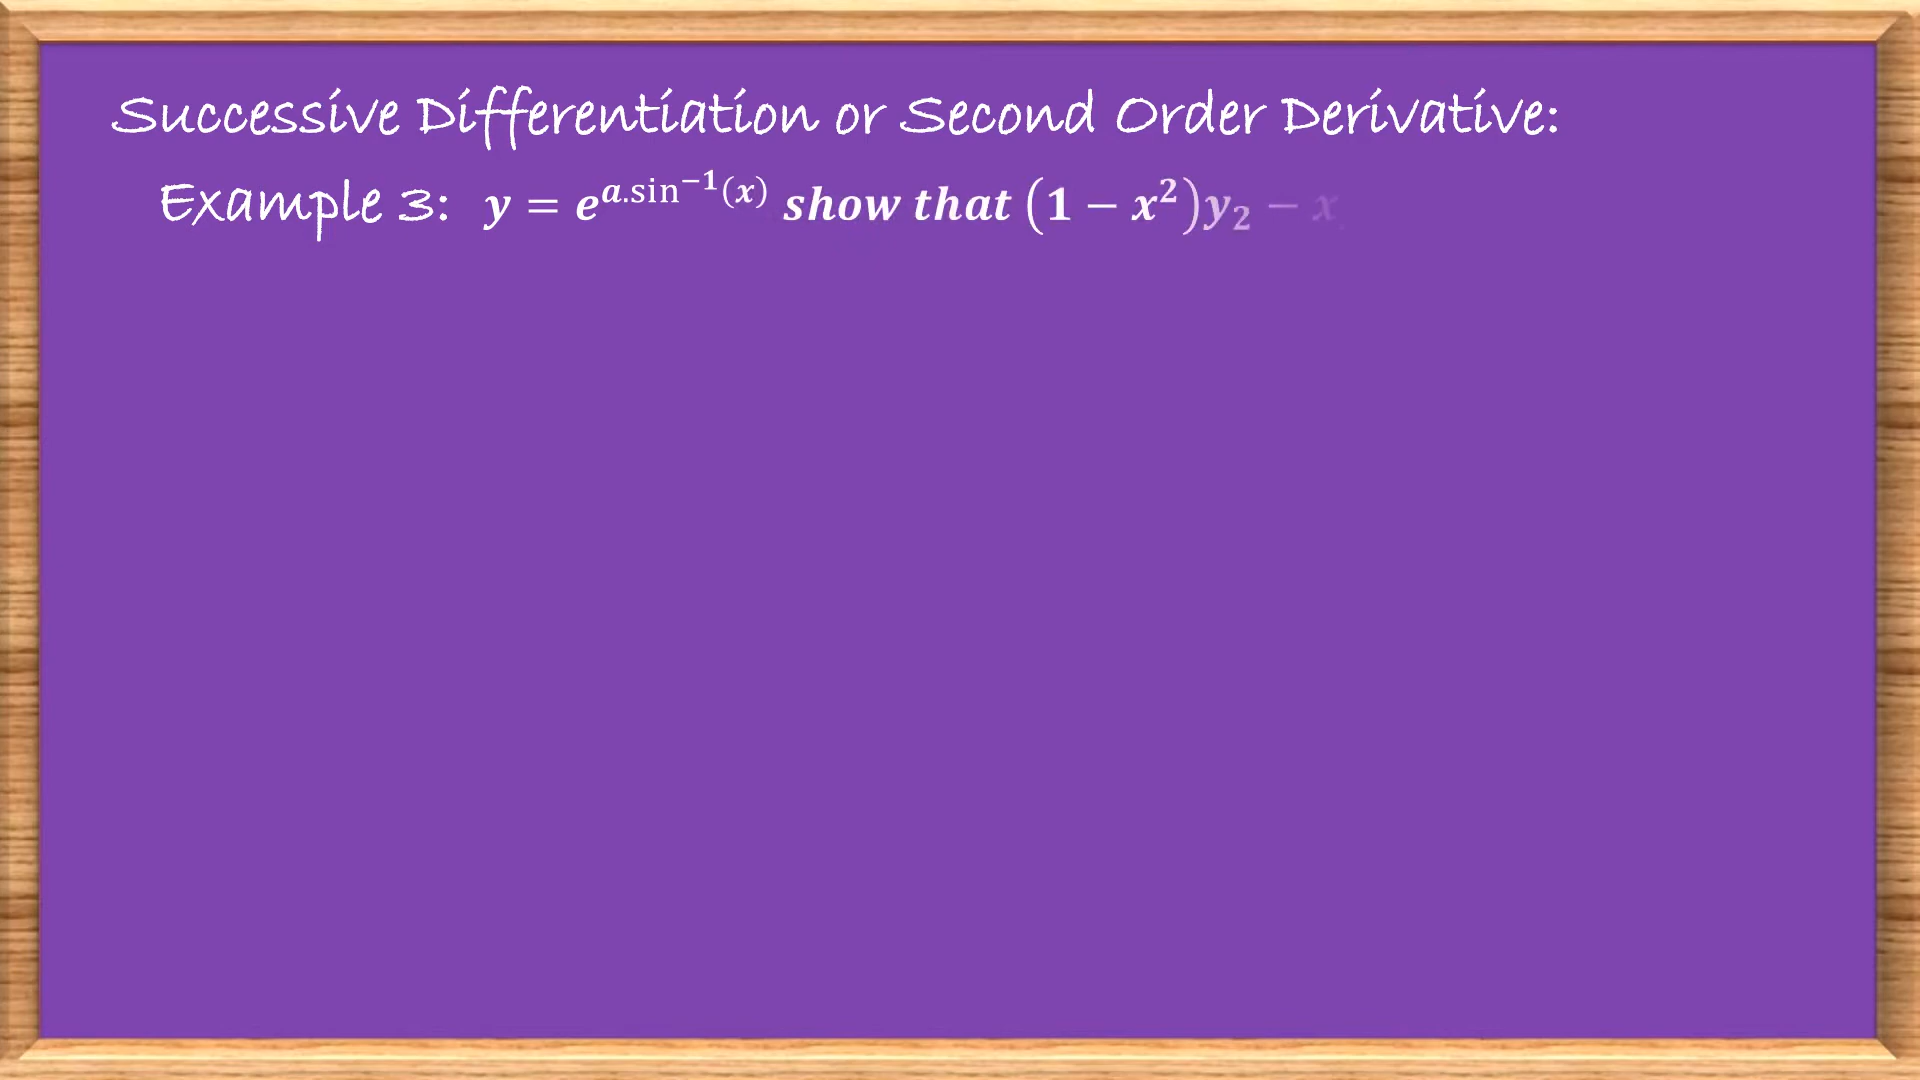 Successive Differentiation or Second Order Derivative:
Example 3: y = e^{a.sin⁻¹(x)} show that (1 − x²)y₂ − x